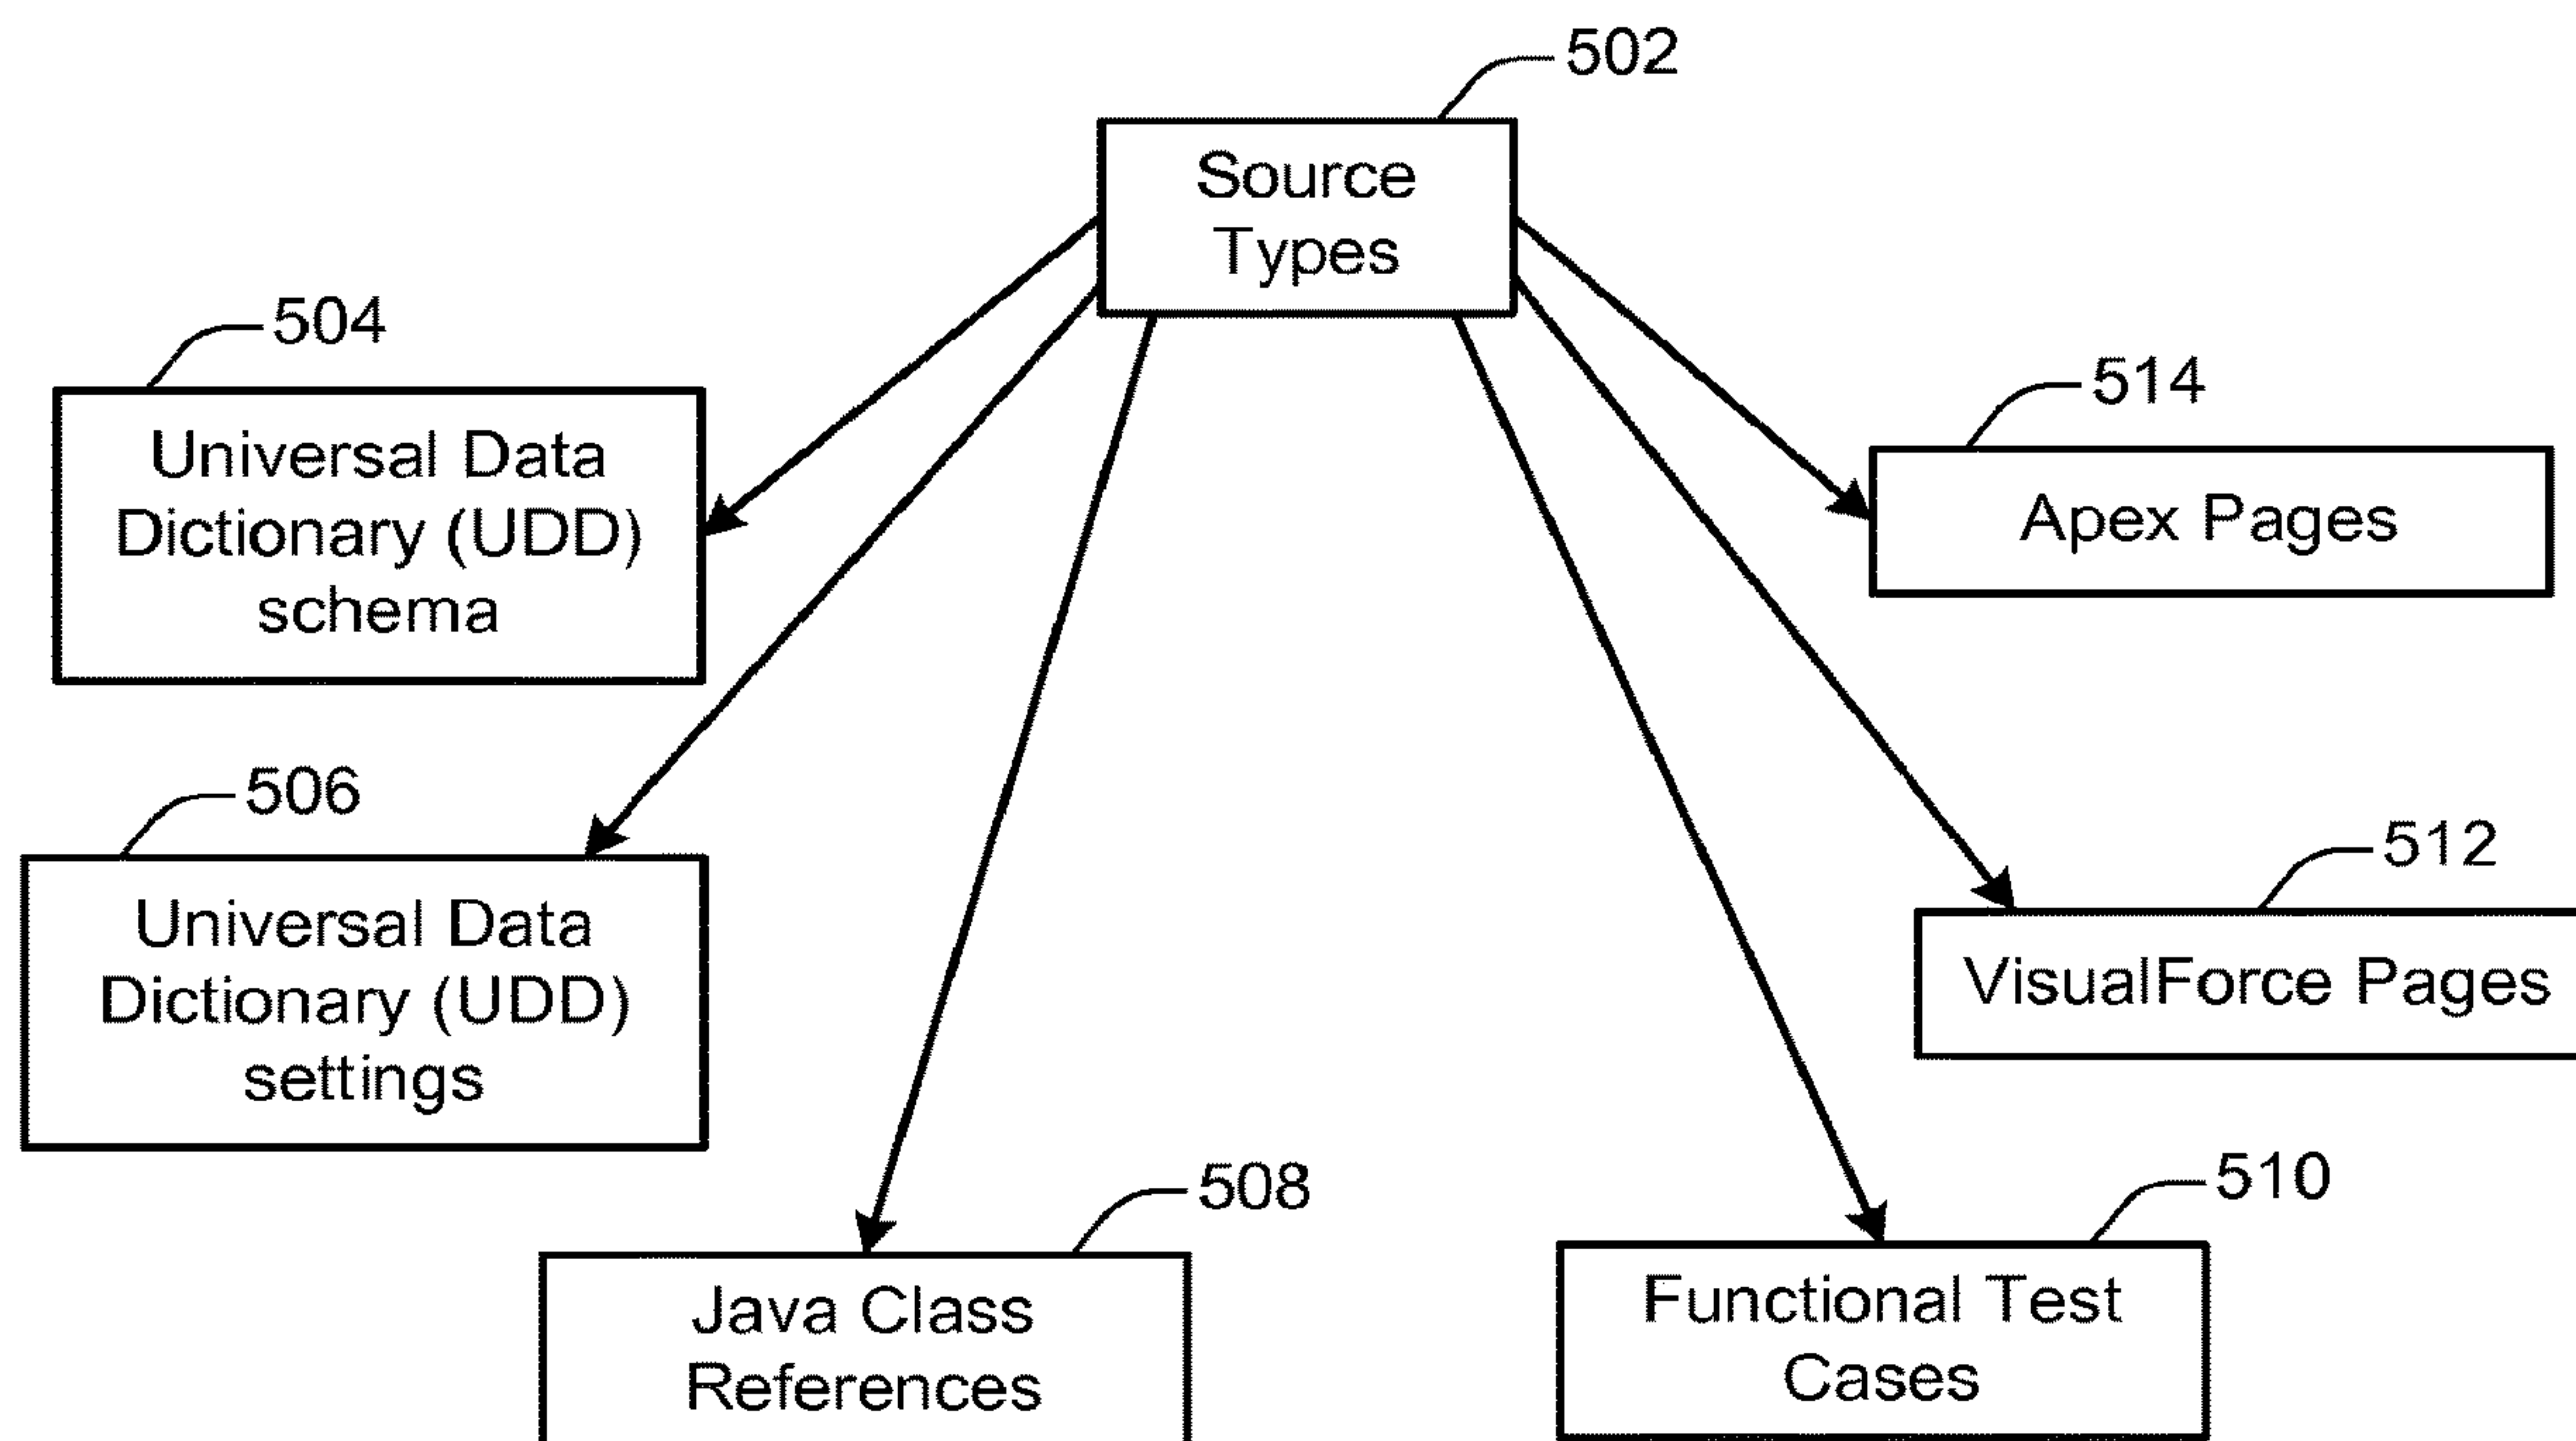 502
Source
Types
504
Universal Data
Dictionary (UDD)
schema
514
Apex Pages
506
Universal Data
Dictionary (UDD)
settings
512
VisualForce Pages
508
Java Class
References
510
Functional Test
Cases